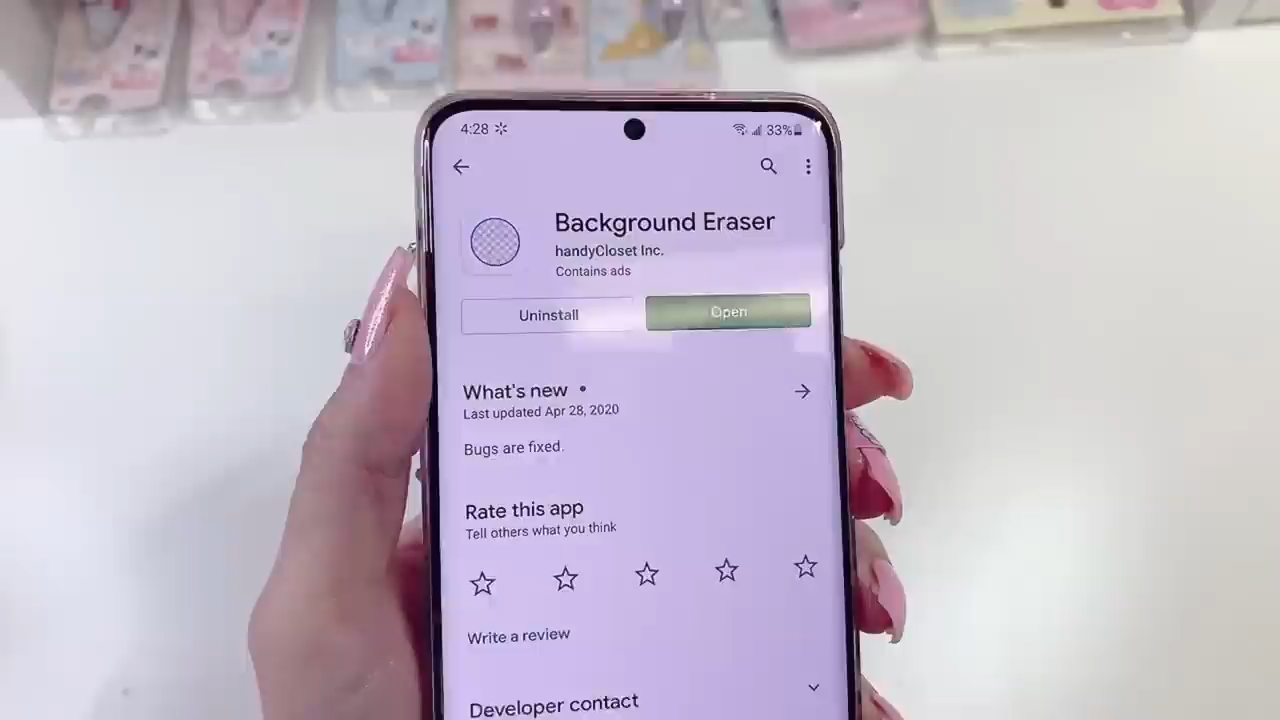 4:28 33%
Background Eraser
handyCloset Inc.
Contains ads
Uninstall Open
What's new •
Last updated Apr 28, 2020
Bugs are fixed.
Rate this app
Tell others what you think
Write a review
Developer contact